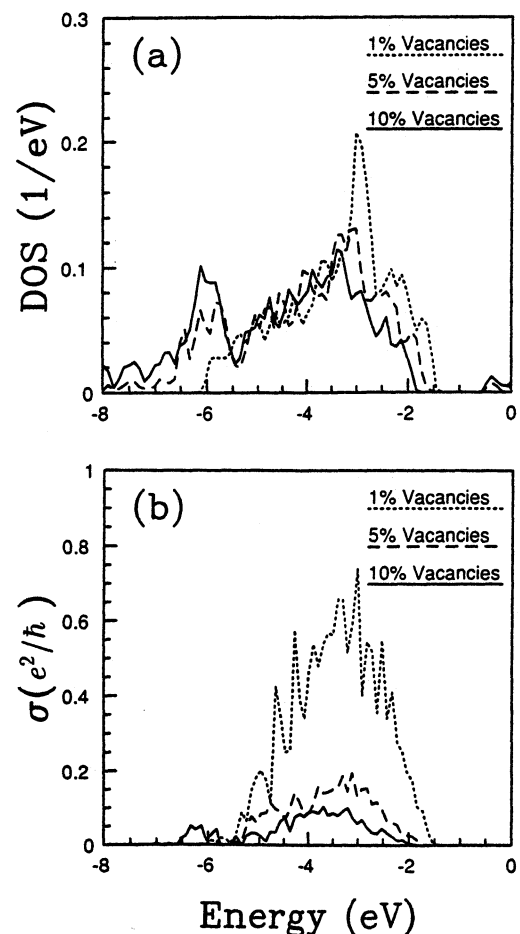 0.3
(a)
1% Vacancies
5% Vacancies
10% Vacancies
0.2
DOS (1/eV)
0.1
0
-8
-6
-4
-2
0
1
(b)
1% Vacancies
5% Vacancies
10% Vacancies
0.8
0.6
σ(e²/ℏ)
0.4
0.2
0
-8
-6
-4
-2
0
Energy (eV)